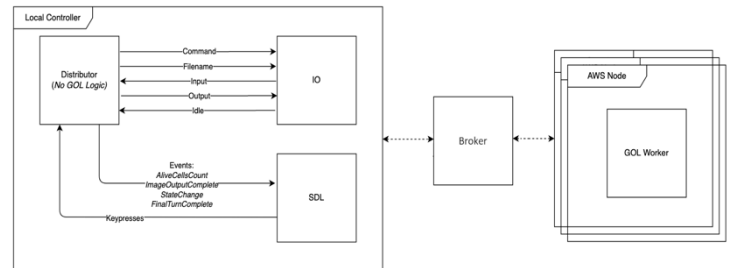 Local Controller
Distributor
(No GOL Logic)
Command
Filename
Input
Output
Idle
IO
Events:
AliveCellsCount
ImageOutputComplete
StateChange
FinalTurnComplete
Keypresses
SDL
Broker
AWS Node
GOL Worker